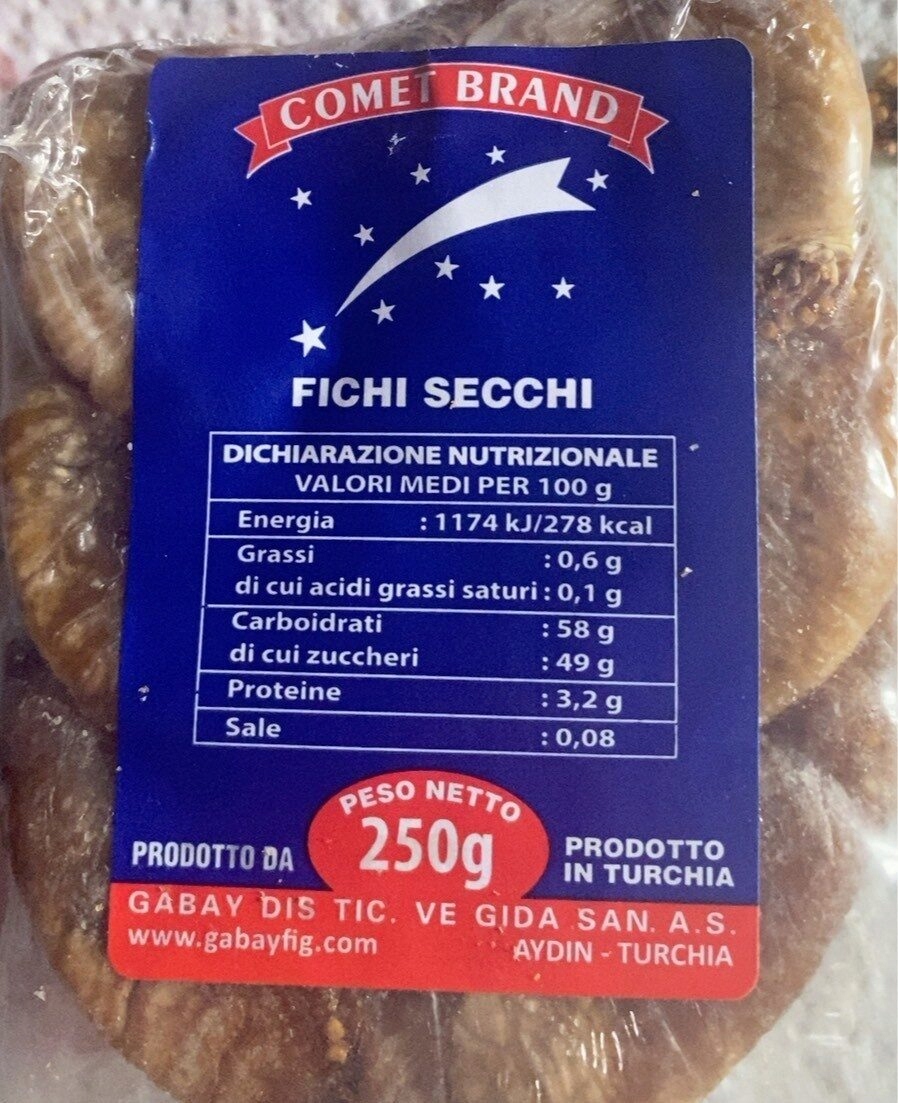 COMET BRAND
FICHI SECCHI
DICHIARAZIONE NUTRIZIONALE
VALORI MEDI PER 100 g
Energia : 1174 kJ/278 kcal
Grassi : 0,6 g
di cui acidi grassi saturi : 0,1 g
Carboidrati : 58 g
di cui zuccheri : 49 g
Proteine : 3,2 g
Sale : 0,08
PESO NETTO
250g
PRODOTTO DA
PRODOTTO
IN TURCHIA
GABAY DIS TIC. VE GIDA SAN. A.S.
www.gabayfig.com AYDIN - TURCHIA